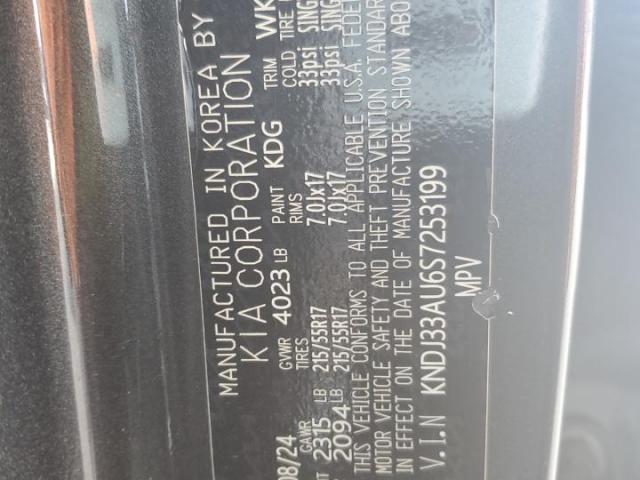 MANUFACTURED IN KOREA BY
KIA CORPORATION
08/24 GVWR 4023 LB PAINT KDG TRIM WK
GAWR TIRES RIMS COLD TIRE
2315 LB 215/55R17 7.0JX17 33psi SING
2094 LB 215/55R17 7.0JX17 33psi SING
THIS VEHICLE CONFORMS TO ALL APPLICABLE U.S.A. FEDE
MOTOR VEHICLE SAFETY AND THEFT PREVENTION STANDAR
IN EFFECT ON THE DATE OF MANUFACTURE SHOWN ABO
V.I.N KNDJ33AU6S7253199
MPV